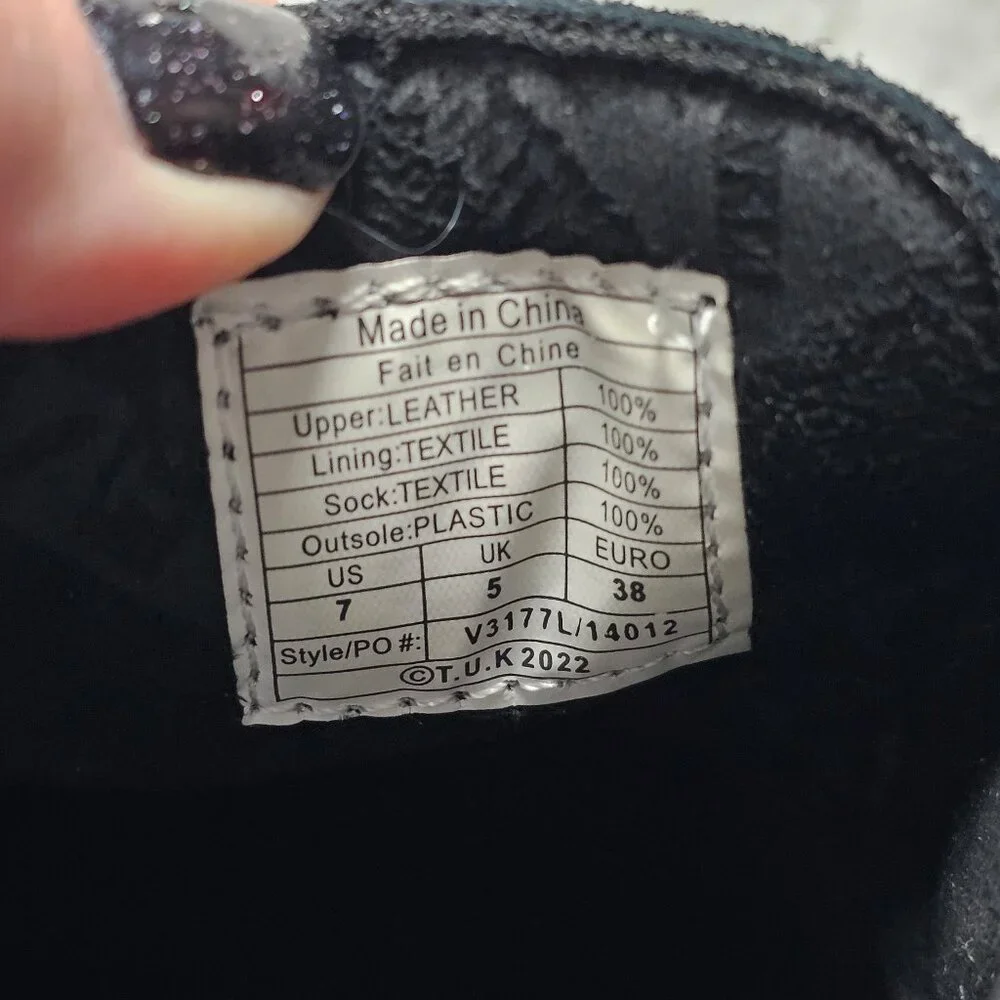 Made in China
Fait en Chine
Upper:LEATHER 100%
Lining:TEXTILE 100%
Sock:TEXTILE 100%
Outsole:PLASTIC 100%
US UK EURO
7 5 38
Style/PO #: V3177L/14012
©T.U.K 2022